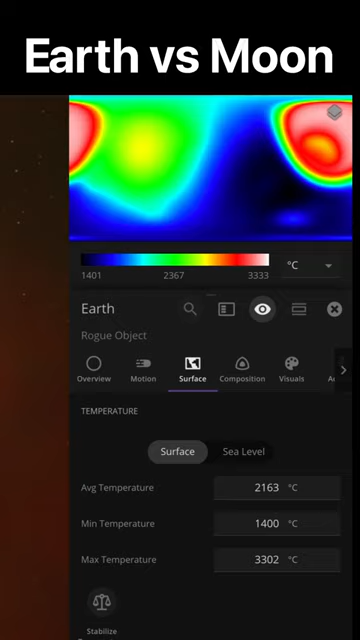 Earth vs Moon
°C
1401 2367 3333
Earth
Rogue Object
Overview Motion Surface Composition Visuals
TEMPERATURE
Surface Sea Level
Avg Temperature 2163 °C
Min Temperature 1400 °C
Max Temperature 3302 °C
Stabilize